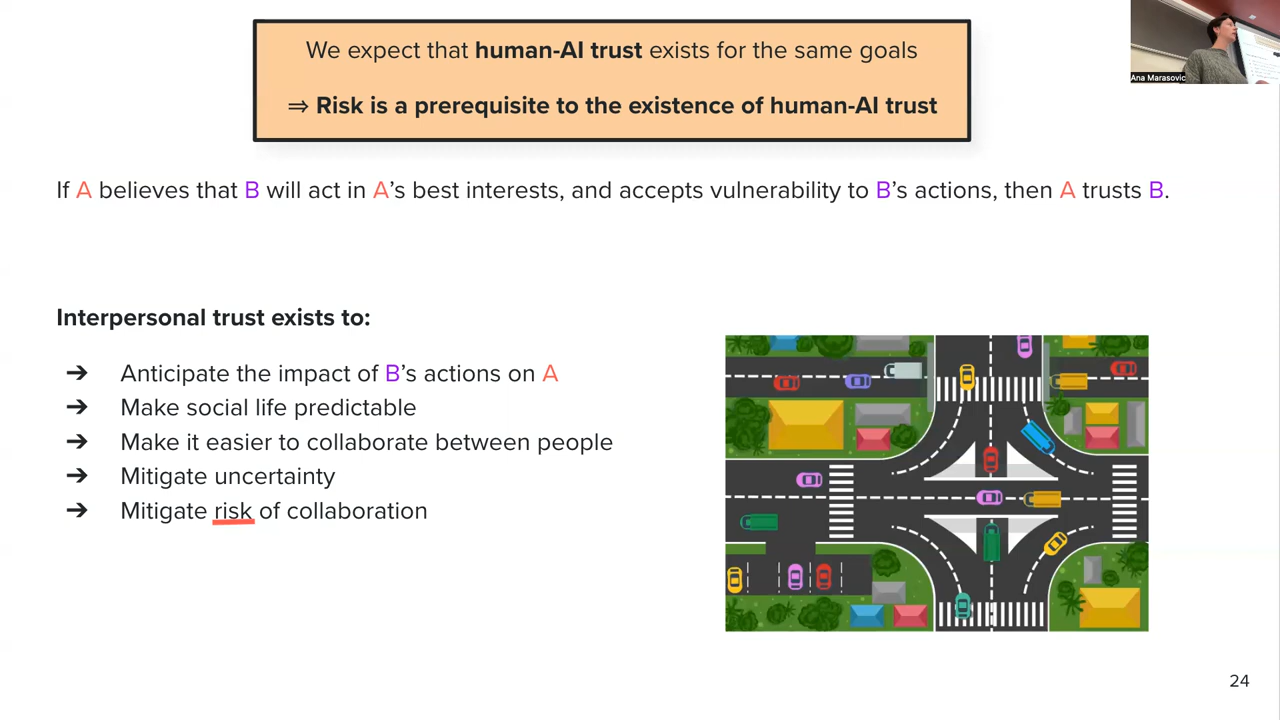 We expect that human-AI trust exists for the same goals
⇒ Risk is a prerequisite to the existence of human-AI trust
Ana Marasovic
If A believes that B will act in A’s best interests, and accepts vulnerability to B’s actions, then A trusts B.
Interpersonal trust exists to:
➔ Anticipate the impact of B’s actions on A
➔ Make social life predictable
➔ Make it easier to collaborate between people
➔ Mitigate uncertainty
➔ Mitigate risk of collaboration
24